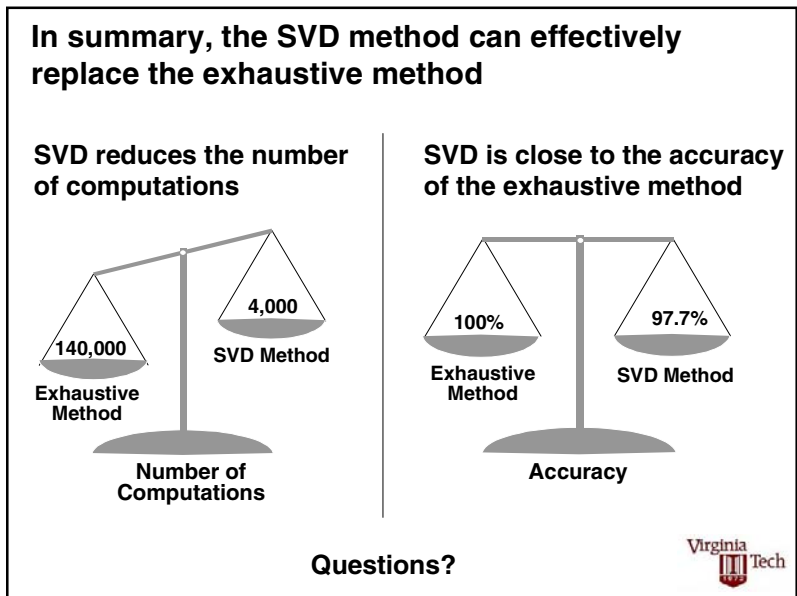 In summary, the SVD method can effectively
replace the exhaustive method
SVD reduces the number
of computations
140,000
Exhaustive
Method
4,000
SVD Method
Number of
Computations
SVD is close to the accuracy
of the exhaustive method
100%
Exhaustive
Method
97.7%
SVD Method
Accuracy
Questions?
Virginia
Tech
1872